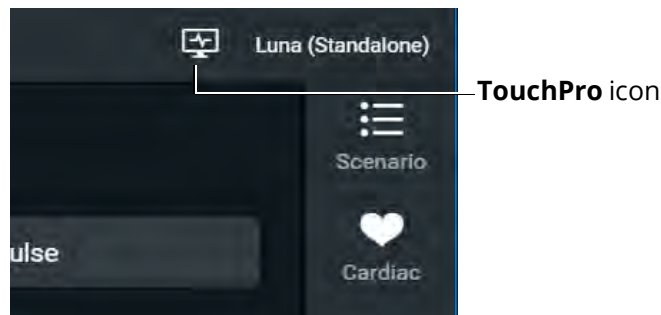 Luna (Standalone)
TouchPro icon
Scenario
ulse
Cardiac